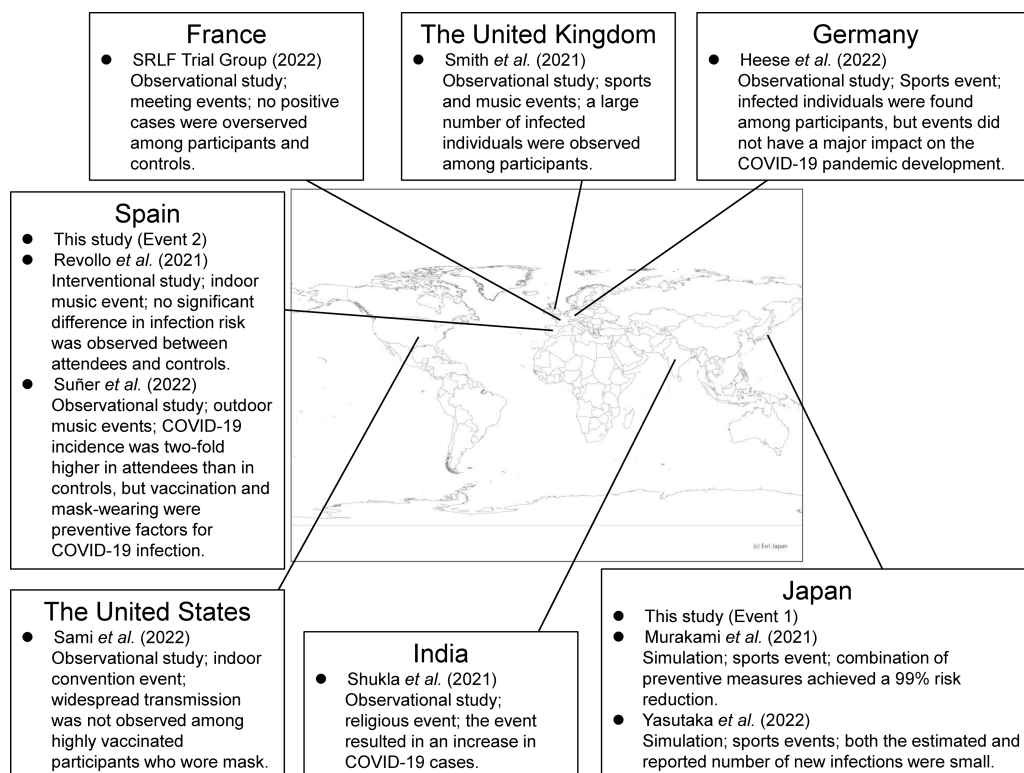 France
● SRLF Trial Group (2022)
Observational study;
meeting events; no positive
cases were overserved
among participants and
controls.
The United Kingdom
● Smith et al. (2021)
Observational study; sports
and music events; a large
number of infected
individuals were observed
among participants.
Germany
● Heese et al. (2022)
Observational study; Sports event;
infected individuals were found
among participants, but events did
not have a major impact on the
COVID-19 pandemic development.
Spain
● This study (Event 2)
● Revollo et al. (2021)
Interventional study; indoor
music event; no significant
difference in infection risk
was observed between
attendees and controls.
● Suñer et al. (2022)
Observational study; outdoor
music events; COVID-19
incidence was two-fold
higher in attendees than in
controls, but vaccination and
mask-wearing were
preventive factors for
COVID-19 infection.
(c) Esri Japan
The United States
● Sami et al. (2022)
Observational study; indoor
convention event;
widespread transmission
was not observed among
highly vaccinated
participants who wore mask.
India
● Shukla et al. (2021)
Observational study;
religious event; the event
resulted in an increase in
COVID-19 cases.
Japan
● This study (Event 1)
● Murakami et al. (2021)
Simulation; sports event; combination of
preventive measures achieved a 99% risk
reduction.
● Yasutaka et al. (2022)
Simulation; sports events; both the estimated and
reported number of new infections were small.